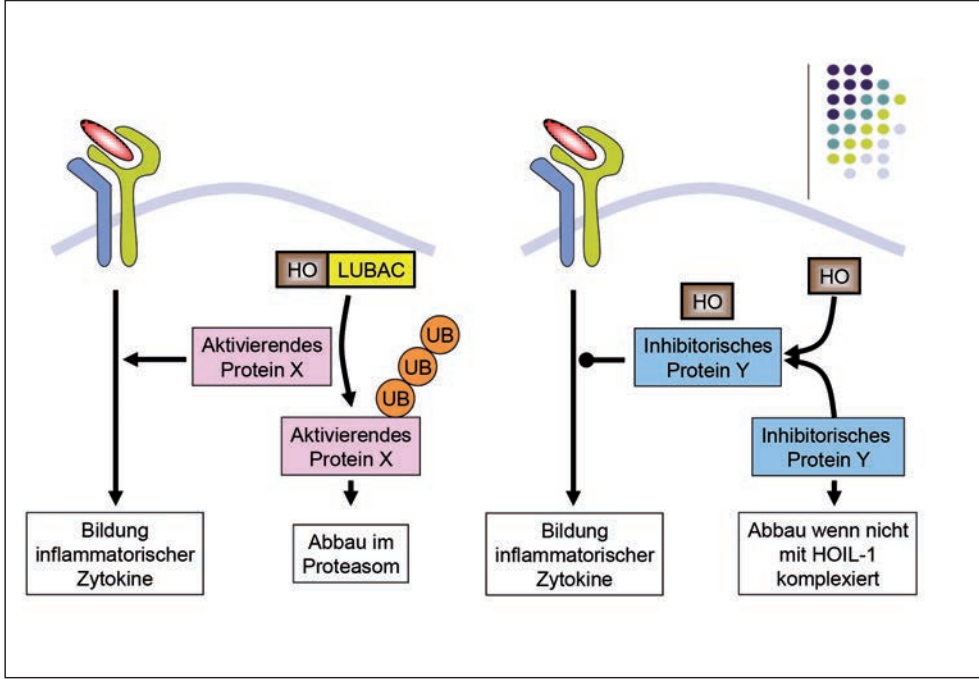 HO LUBAC
Aktivierendes
Protein X
UB
UB
UB
Aktivierendes
Protein X
Bildung
inflammatorischer
Zytokine
Abbau im
Proteasom
HO
HO
Inhibitorisches
Protein Y
Inhibitorisches
Protein Y
Bildung
inflammatorischer
Zytokine
Abbau wenn nicht
mit HOIL-1
komplexiert